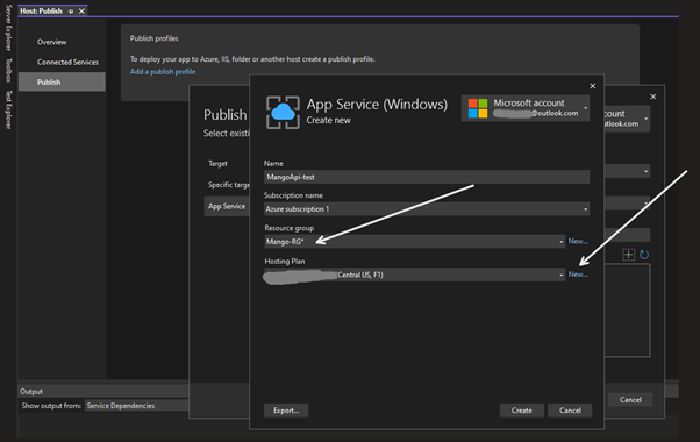 Server Explorer
Toolbox
Test Explorer
Host: Publish
Overview
Connected Services
Publish
Publish profiles
To deploy your app to Azure, IIS, folder or another host create a publish profile.
Add a publish profile
Publish
Select existi
Target
Specific targe
App Service
App Service (Windows)
Create new
Microsoft account
@outlook.com
Name
MangoApi-test
Subscription name
Azure subscription 1
Resource group
Mango-RG*
New...
Hosting Plan
(Central US, F1)
New...
Export...
Create
Cancel
ccount
utlook.com
Cancel
Output
Show output from:
Service Dependencies